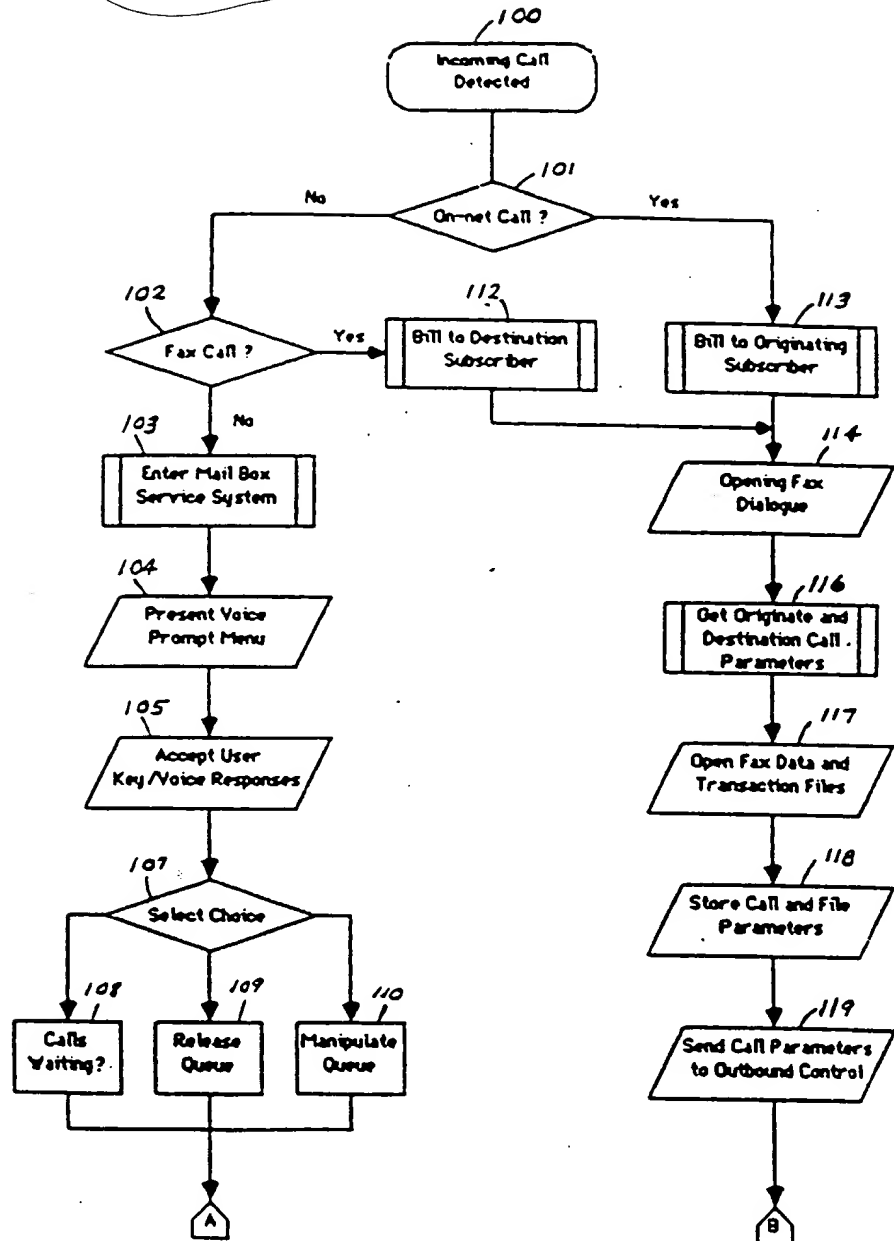 100
Incoming Call
Detected
101
No
On-net Call ?
Yes
102
112
113
Fax Call ?
Yes
Bill to Destination
Subscriber
Bill to Originating
Subscriber
No
103
114
Enter Mail Box
Service System
Opening Fax
Dialogue
104
116
Present Voice
Prompt Menu
Get Originate and
Destination Call
Parameters
105
117
Accept User
Key/Voice Responses
Open Fax Data and
Transaction Files
107
118
Select Choice
Store Call and File
Parameters
108
109
110
119
Calls
Waiting?
Release
Queue
Manipulate
Queue
Send Call Parameters
to Outbound Control
A
B